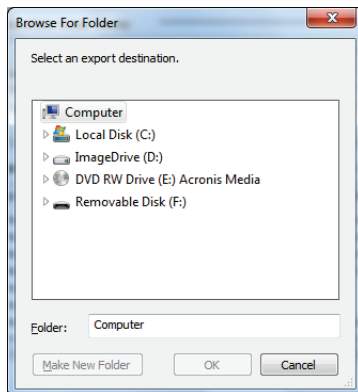 Browse For Folder
Select an export destination.
Computer
Local Disk (C:)
ImageDrive (D:)
DVD RW Drive (E:) Acronis Media
Removable Disk (F:)
Folder: Computer
Make New Folder OK Cancel